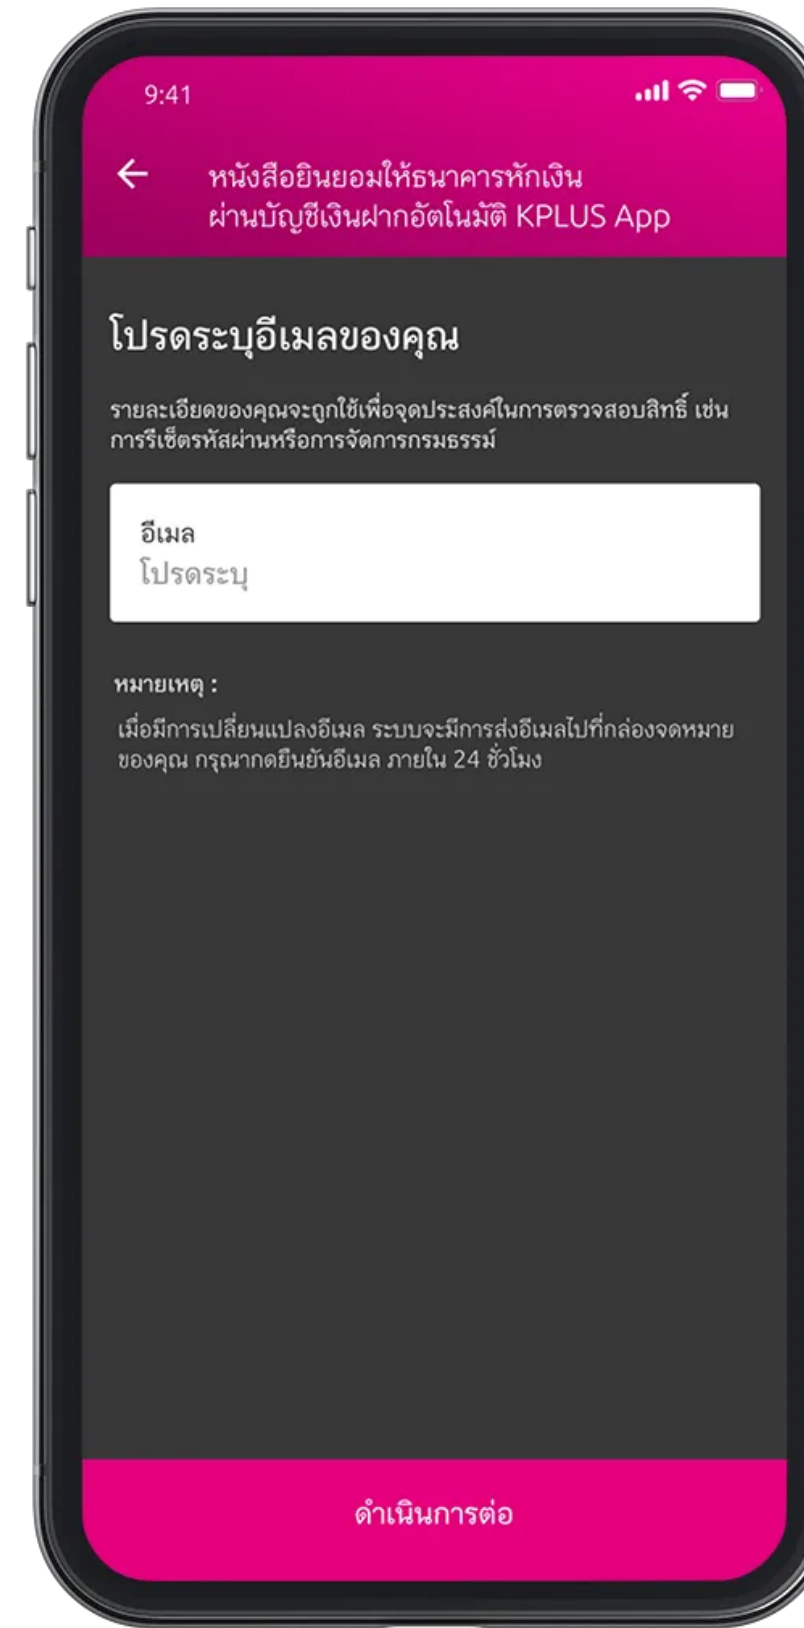 9:41
หนังสือยินยอมให้ธนาคารหักเงิน
ผ่านบัญชีเงินฝากอัตโนมัติ KPLUS App
โปรดระบุอีเมลของคุณ
รายละเอียดของคุณจะถูกใช้เพื่อจุดประสงค์ในการตรวจสอบสิทธิ์ เช่น
การรีเซ็ตรหัสผ่านหรือการจัดการกรมธรรม์
อีเมล
โปรดระบุ
หมายเหตุ :
เมื่อมีการเปลี่ยนแปลงอีเมล ระบบจะมีการส่งอีเมลไปที่กล่องจดหมาย
ของคุณ กรุณากดยืนยันอีเมล ภายใน 24 ชั่วโมง
ดำเนินการต่อ